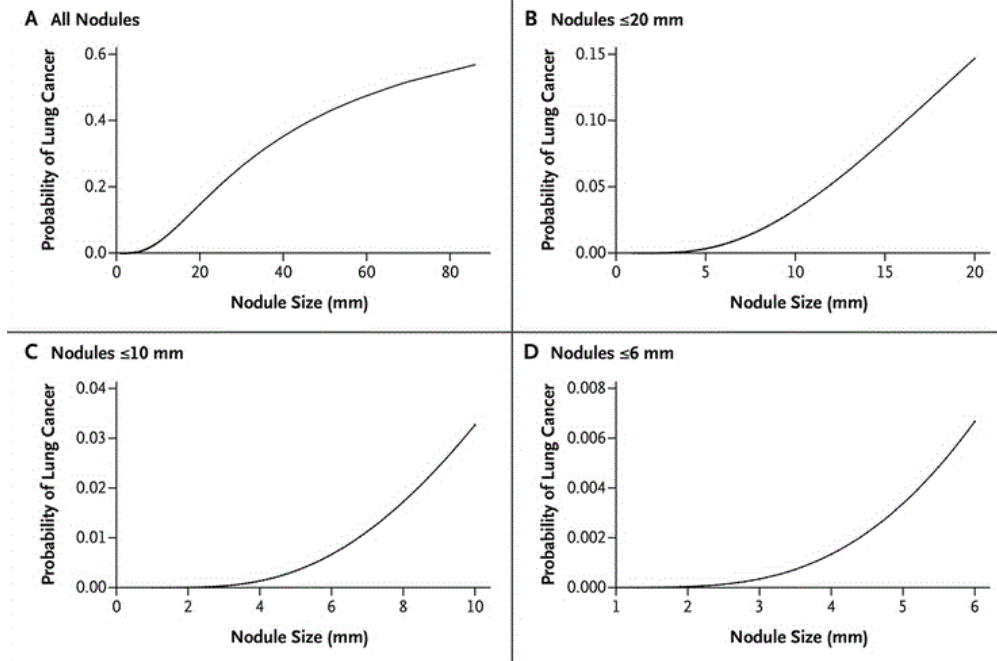 A All Nodules
Probability of Lung Cancer
0.6
0.4
0.2
0.0
0 20 40 60 80
Nodule Size (mm)
B Nodules ≤20 mm
Probability of Lung Cancer
0.15
0.10
0.05
0.00
0 5 10 15 20
Nodule Size (mm)
C Nodules ≤10 mm
Probability of Lung Cancer
0.04
0.03
0.02
0.01
0.00
0 2 4 6 8 10
Nodule Size (mm)
D Nodules ≤6 mm
Probability of Lung Cancer
0.008
0.006
0.004
0.002
0.000
1 2 3 4 5 6
Nodule Size (mm)